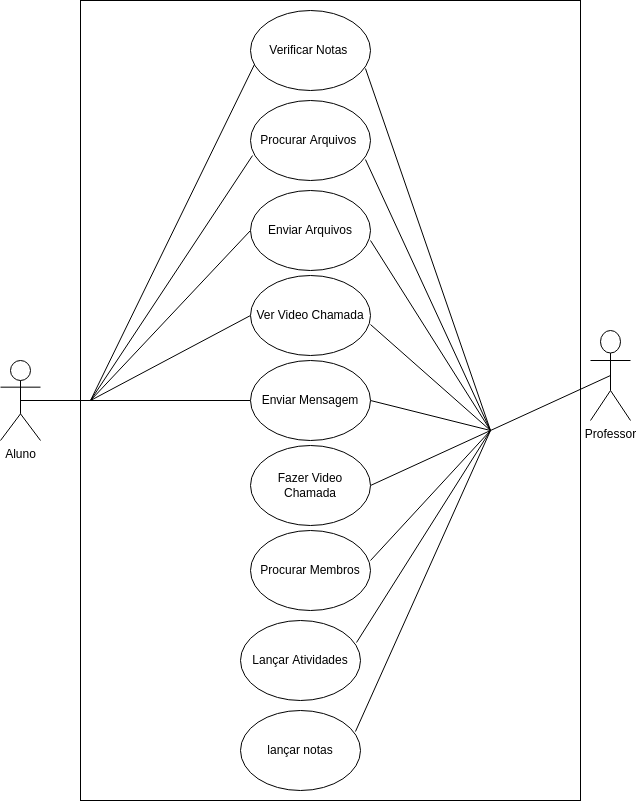 Verificar Notas
Procurar Arquivos
Enviar Arquivos
Ver Video Chamada
Enviar Mensagem
Aluno
Professor
Fazer Video
Chamada
Procurar Membros
Lançar Atividades
lançar notas